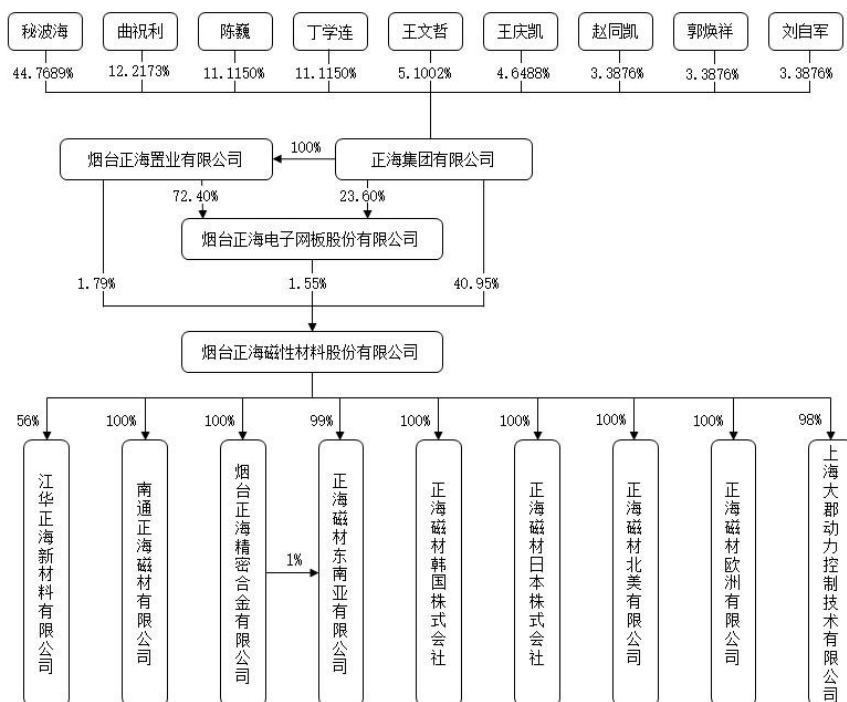 秘波海
曲祝利
陈巍
丁学连
王文哲
王庆凯
赵同凯
郭焕祥
刘自军
44.7689%
12.2173%
11.1150%
11.1150%
5.1002%
4.6488%
3.3876%
3.3876%
3.3876%
烟台正海置业有限公司
100%
正海集团有限公司
72.40%
23.60%
烟台正海电子网板股份有限公司
1.79%
1.55%
40.95%
烟台正海磁性材料股份有限公司
56%
100%
100%
99%
100%
100%
100%
100%
98%
江华正海新材料有限公司
南通正海磁材有限公司
烟台正海精密合金有限公司
1%
正海磁材东南亚有限公司
正海磁材韩国株式会社
正海磁材日本株式会社
正海磁材北美有限公司
正海磁材欧洲有限公司
上海大郡动力控制技术有限公司